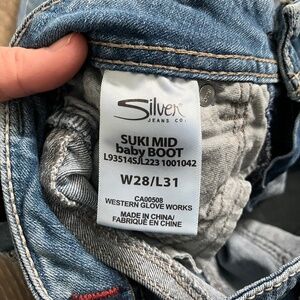 Silver
JEANS CO.
SUKI MID
baby BOOT
L93514SJL223 1001042
W28/L31
CA00508
WESTERN GLOVE WORKS
MADE IN CHINA/
FABRIQUÉ EN CHINE